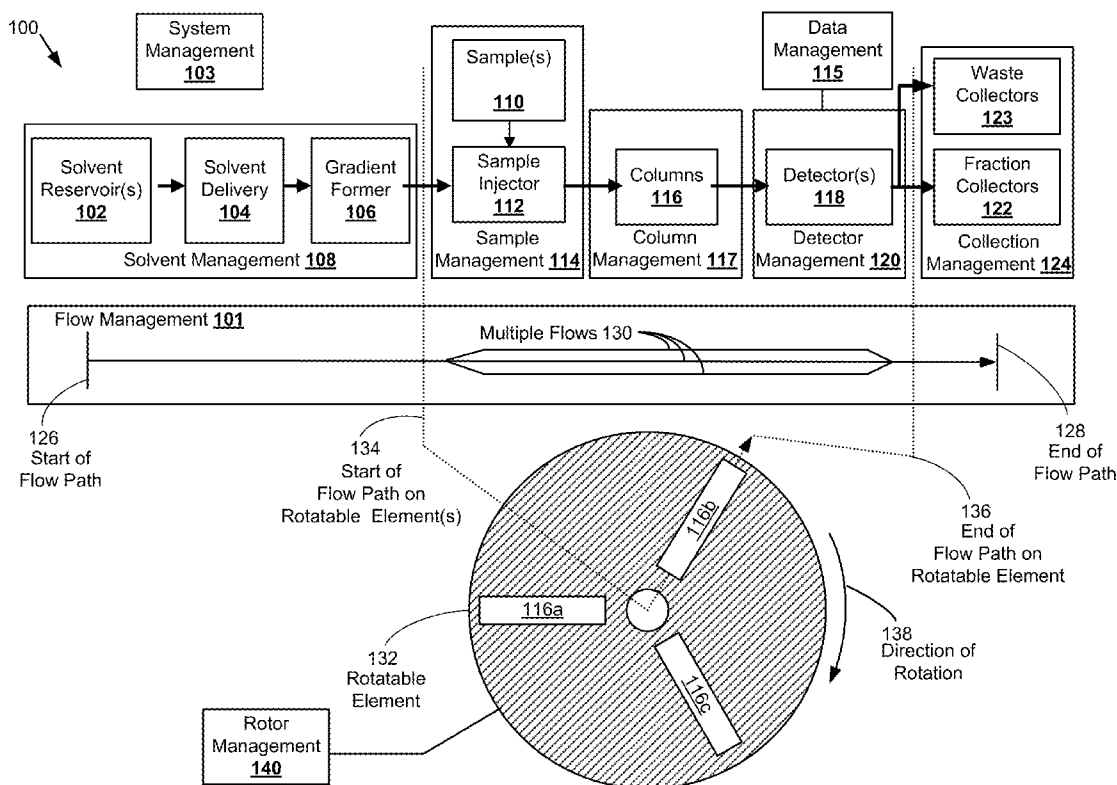 100
System
Management
103
Solvent
Reservoir(s)
102
Solvent
Delivery
104
Gradient
Former
106
Solvent Management 108
Sample(s)
110
Sample
Injector
112
Sample
Management 114
Columns
116
Column
Management 117
Data
Management
115
Detector(s)
118
Detector
Management 120
Waste
Collectors
123
Fraction
Collectors
122
Collection
Management 124
Flow Management 101
Multiple Flows 130
126
Start of
Flow Path
134
Start of
Flow Path on
Rotatable Element(s)
128
End of
Flow Path
136
End of
Flow Path on
Rotatable Element
116b
116a
116c
138
Direction of
Rotation
132
Rotatable
Element
Rotor
Management
140